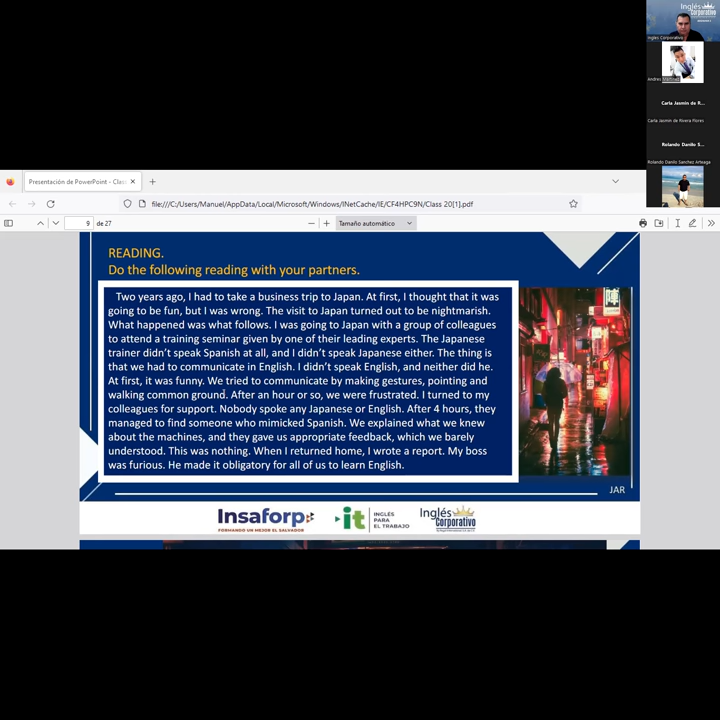 Inglés
Corporativo
Ingles Corporativo
Andres Martinez
Carla Jasmin de R...
Carla Jasmin de Rivera Flores
Rolando Danilo S...
Rolando Danilo Sanchez Arteaga
Presentación de PowerPoint - Clas
file:///C:/Users/Manuel/AppData/Local/Microsoft/Windows/INetCache/IE/CF4HPC9N/Class 20[1].pdf
9 de 27
Tamaño automático
READING.
Do the following reading with your partners.
Two years ago, I had to take a business trip to Japan. At first, I thought that it was
going to be fun, but I was wrong. The visit to Japan turned out to be nightmarish.
What happened was what follows. I was going to Japan with a group of colleagues
to attend a training seminar given by one of their leading experts. The Japanese
trainer didn't speak Spanish at all, and I didn't speak Japanese either. The thing is
that we had to communicate in English. I didn't speak English, and neither did he.
At first, it was funny. We tried to communicate by making gestures, pointing and
walking common ground. After an hour or so, we were frustrated. I turned to my
colleagues for support. Nobody spoke any Japanese or English. After 4 hours, they
managed to find someone who mimicked Spanish. We explained what we knew
about the machines, and they gave us appropriate feedback, which we barely
understood. This was nothing. When I returned home, I wrote a report. My boss
was furious. He made it obligatory for all of us to learn English.
JAR
Insaforp
FORMANDO UN MEJOR EL SALVADOR
it
INGLÉS
PARA
EL TRABAJO
Inglés
Corporativo